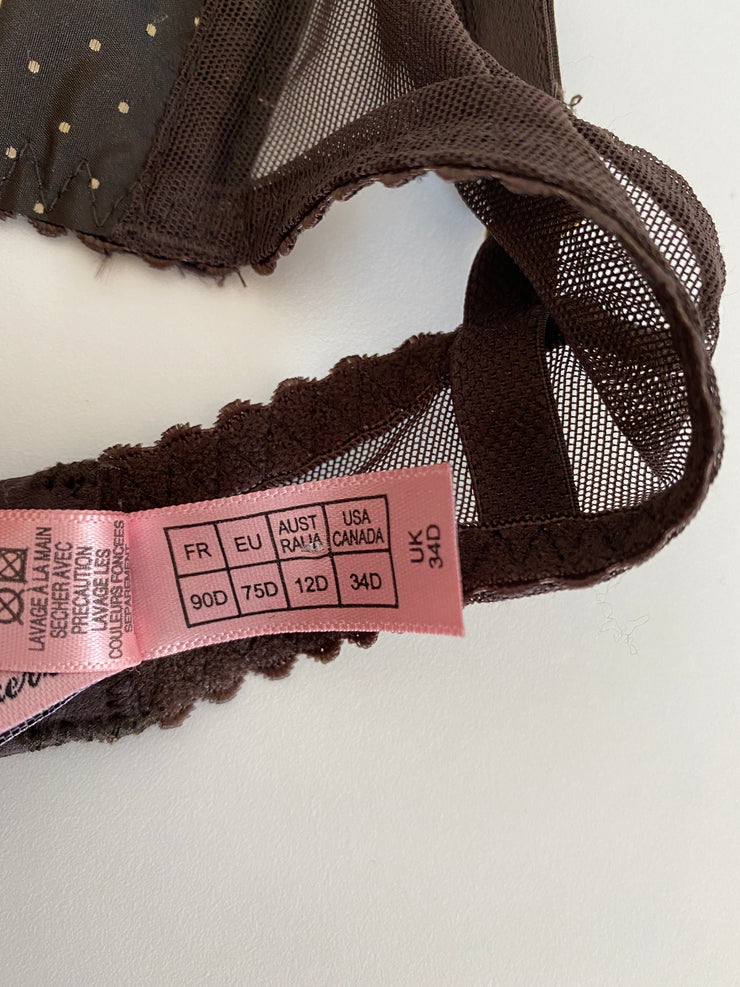 LAVAGE À LA MAIN
SECHER AVEC
PRECAUTION
LAVAGE LES
COULEURS FONCÉES
SEPAREMENT
FR EU AUST RALIA USA CANADA
90D 75D 12D 34D
UK
34D